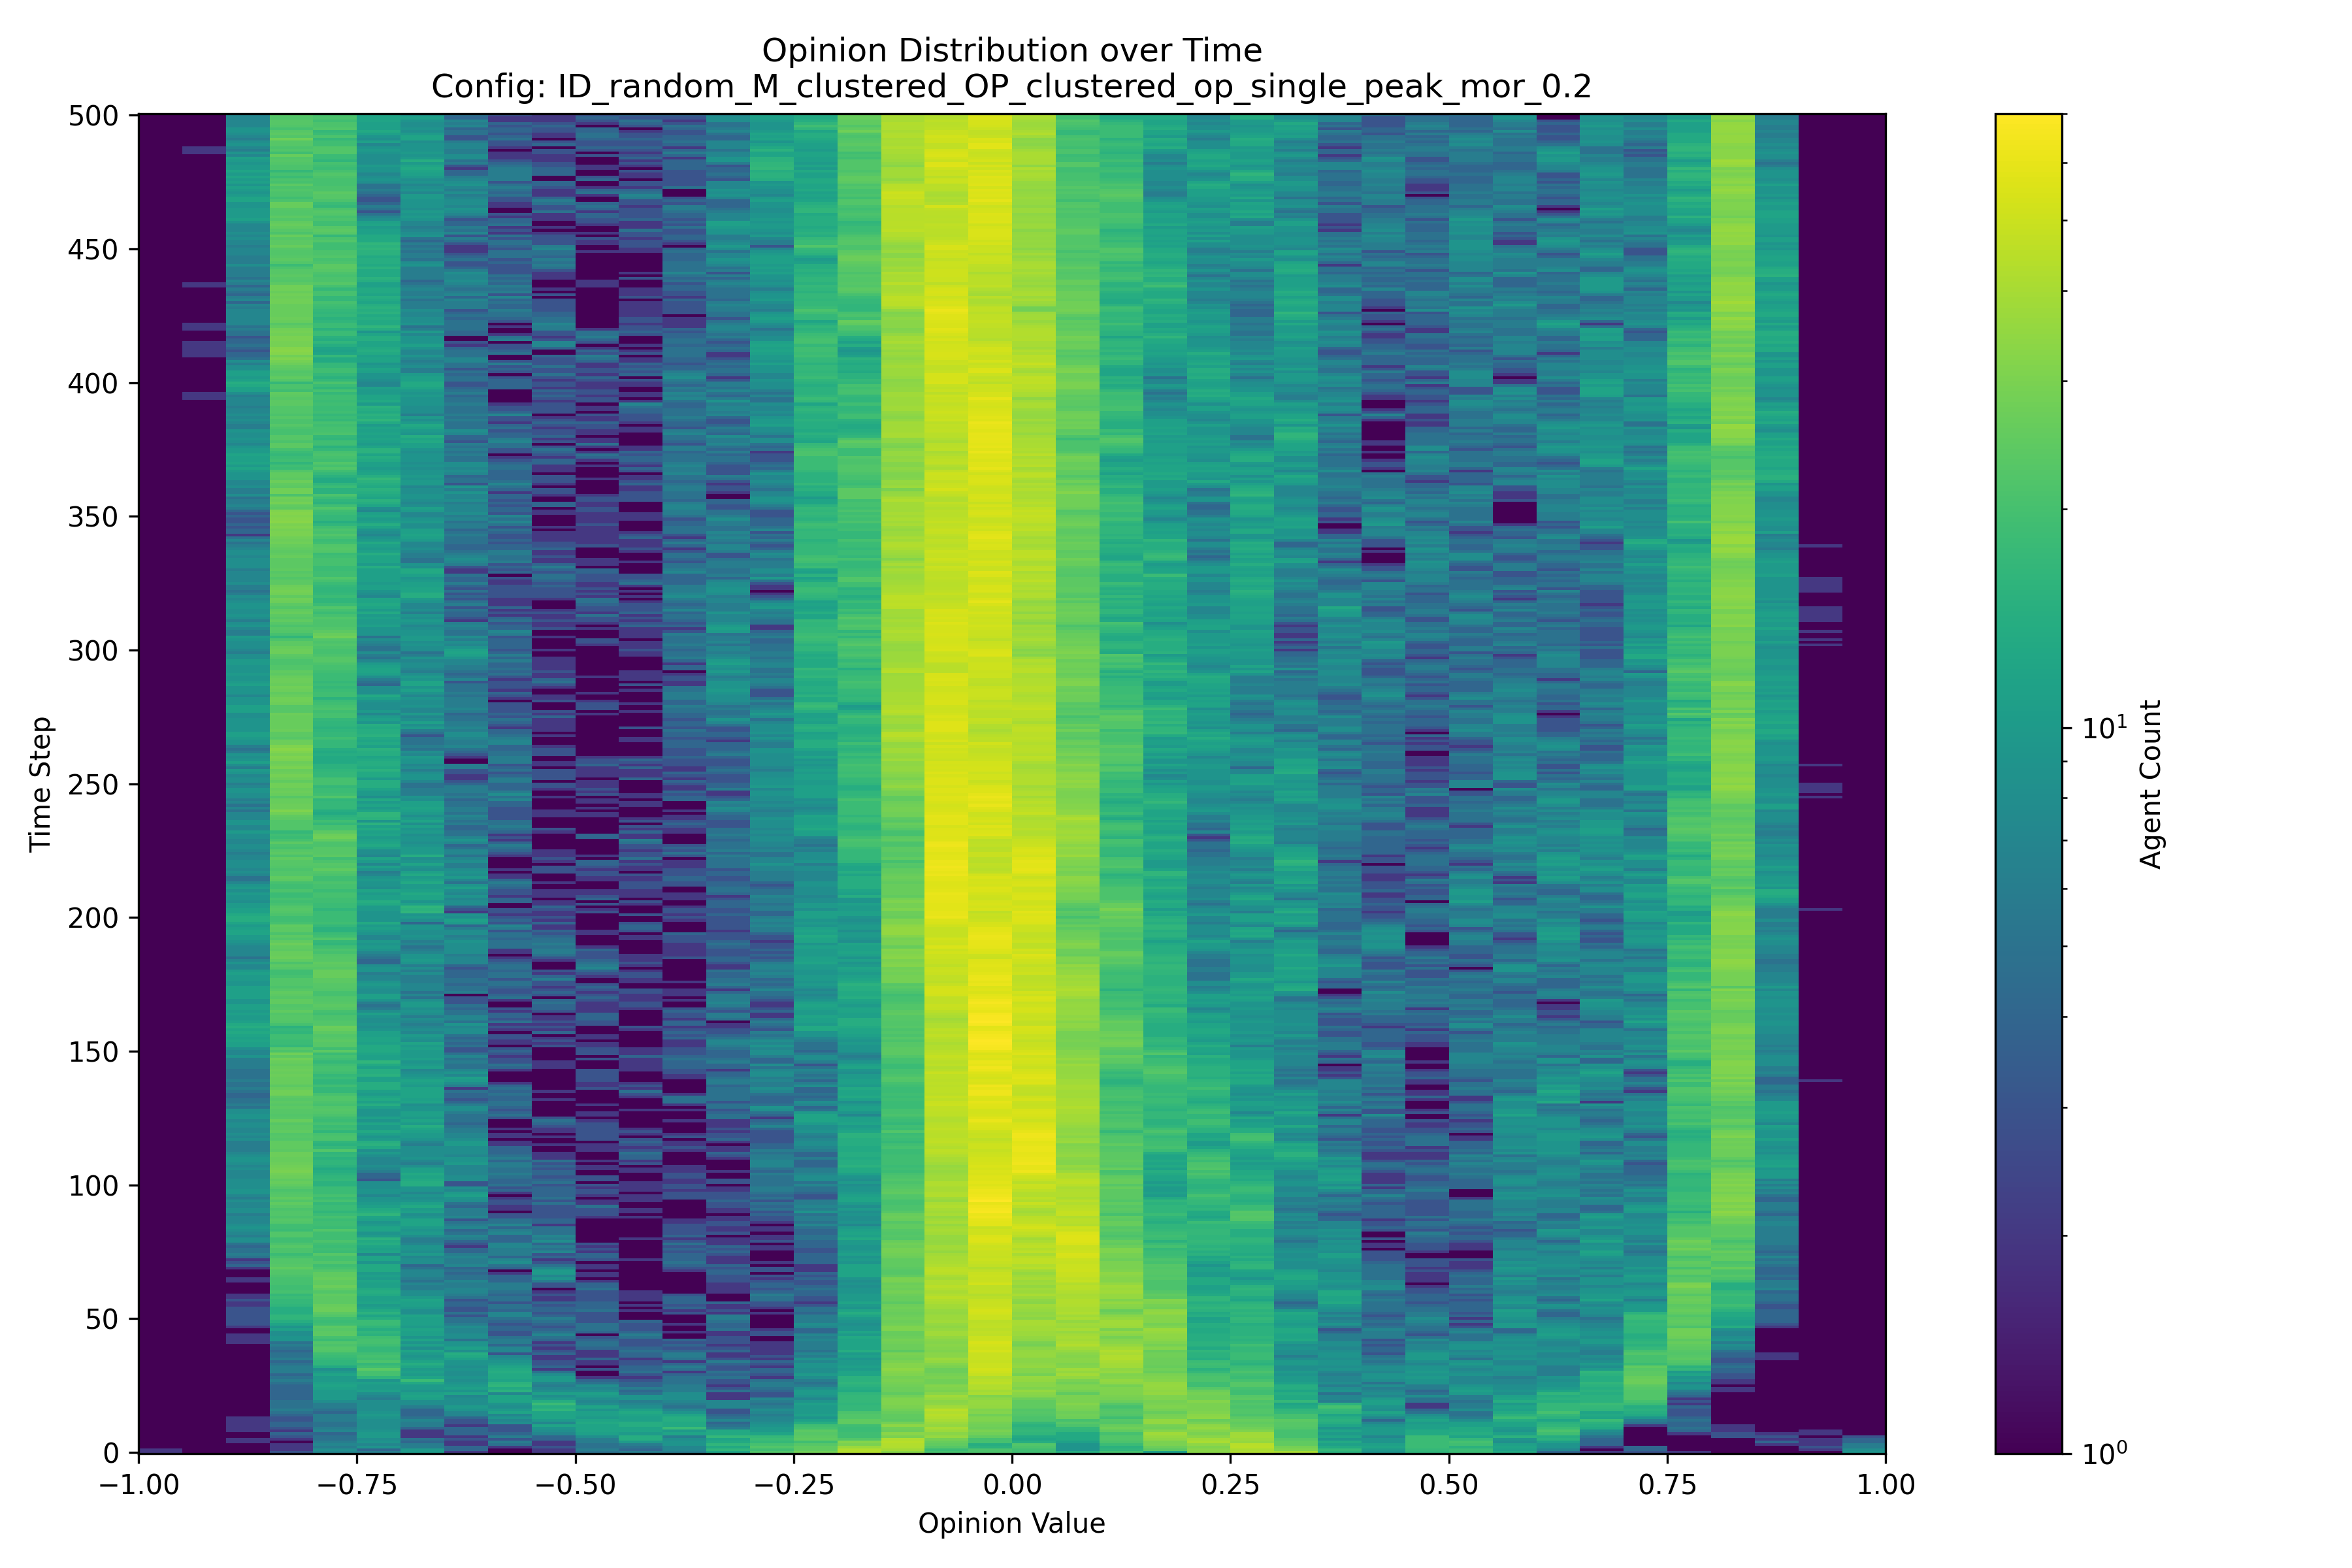 Opinion Distribution over Time
Config: ID_random_M_clustered_OP_clustered_op_single_peak_mor_0.2
500
450
400
350
300
250
200
150
100
50
0
Time Step
−1.00 −0.75 −0.50 −0.25 0.00 0.25 0.50 0.75 1.00
Opinion Value
10¹
10⁰
Agent Count